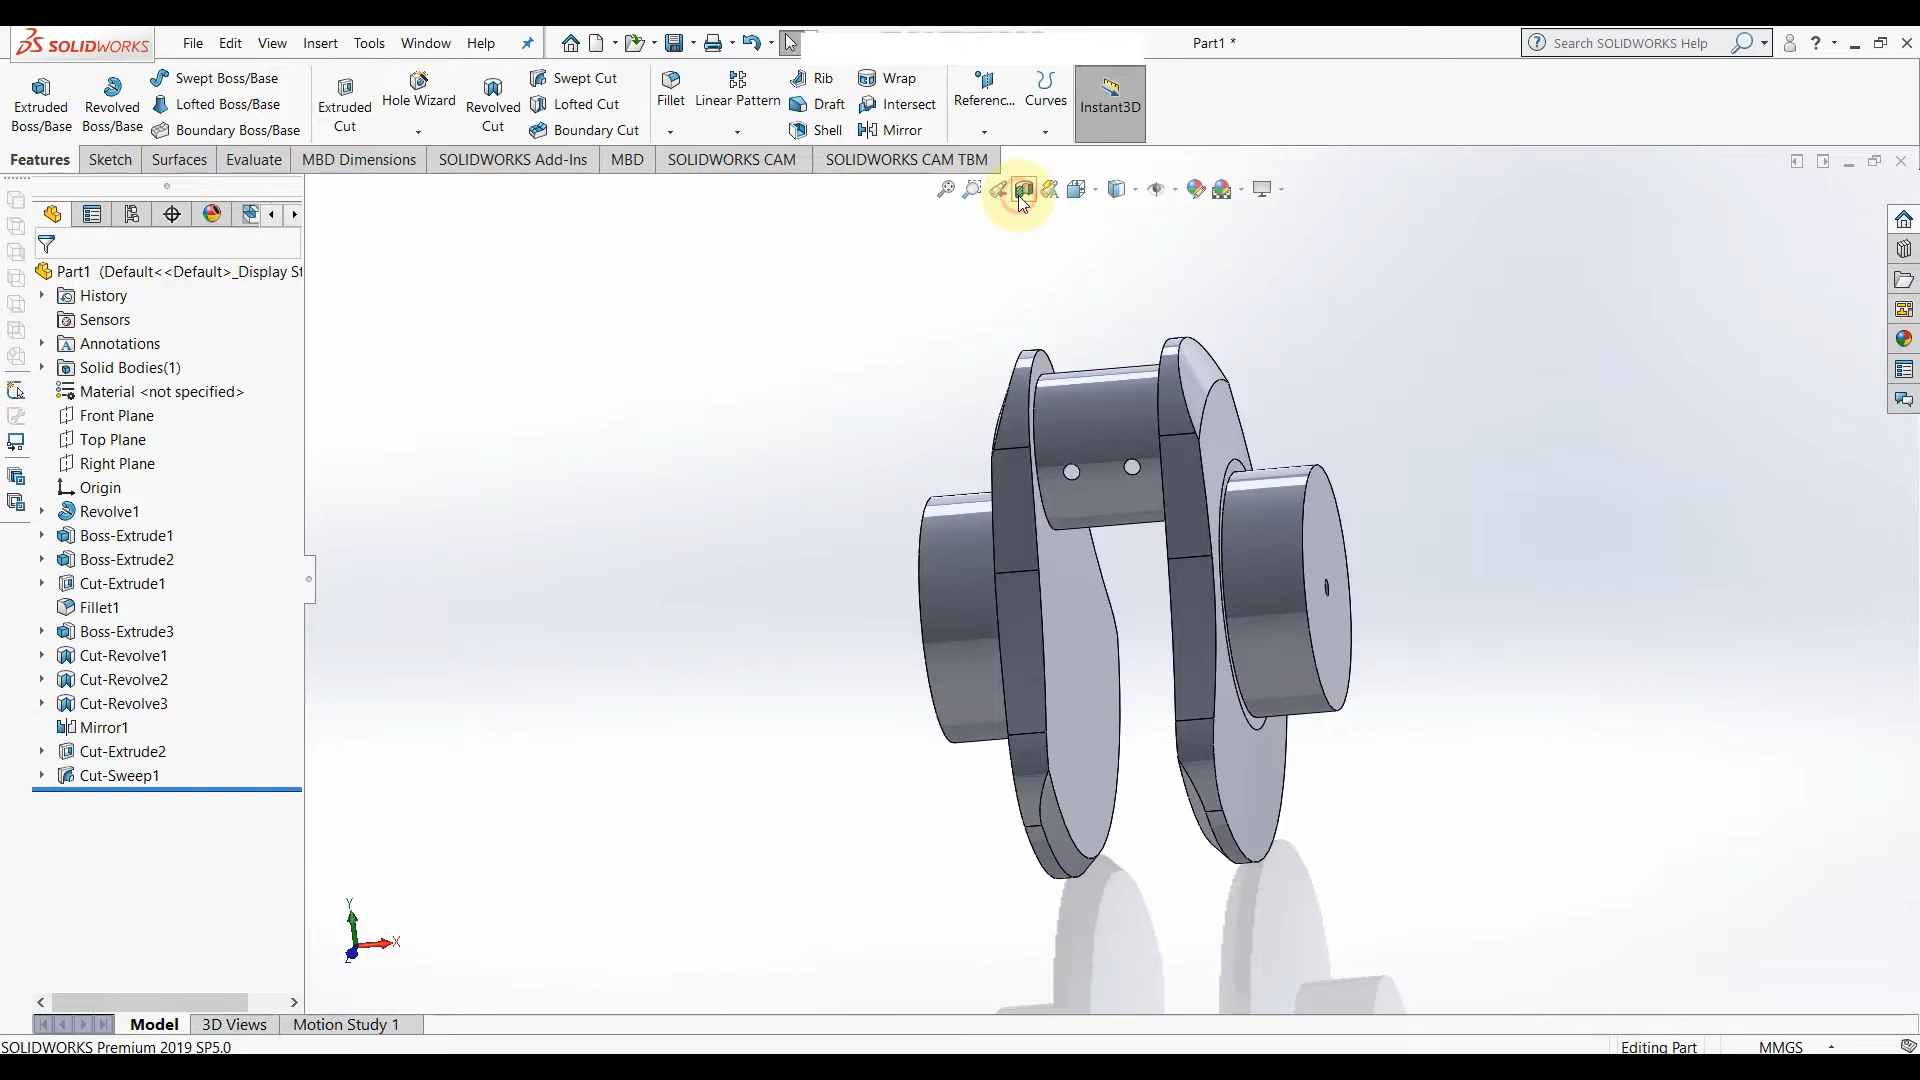 SOLIDWORKS File Edit View Insert Tools Window Help Part1 * Search SOLIDWORKS Help
Extruded Boss/Base
Revolved Boss/Base
Swept Boss/Base
Lofted Boss/Base
Boundary Boss/Base
Extruded Cut
Hole Wizard
Revolved Cut
Swept Cut
Lofted Cut
Boundary Cut
Fillet
Linear Pattern
Rib
Draft
Shell
Wrap
Intersect
Mirror
Referenc...
Curves
Instant3D
Features Sketch Surfaces Evaluate MBD Dimensions SOLIDWORKS Add-Ins MBD SOLIDWORKS CAM SOLIDWORKS CAM TBM
Part1 (Default<<Default>_Display St
History
Sensors
Annotations
Solid Bodies(1)
Material <not specified>
Front Plane
Top Plane
Right Plane
Origin
Revolve1
Boss-Extrude1
Boss-Extrude2
Cut-Extrude1
Fillet1
Boss-Extrude3
Cut-Revolve1
Cut-Revolve2
Cut-Revolve3
Mirror1
Cut-Extrude2
Cut-Sweep1
Y
X
Z
Model 3D Views Motion Study 1
SOLIDWORKS Premium 2019 SP5.0 Editing Part MMGS